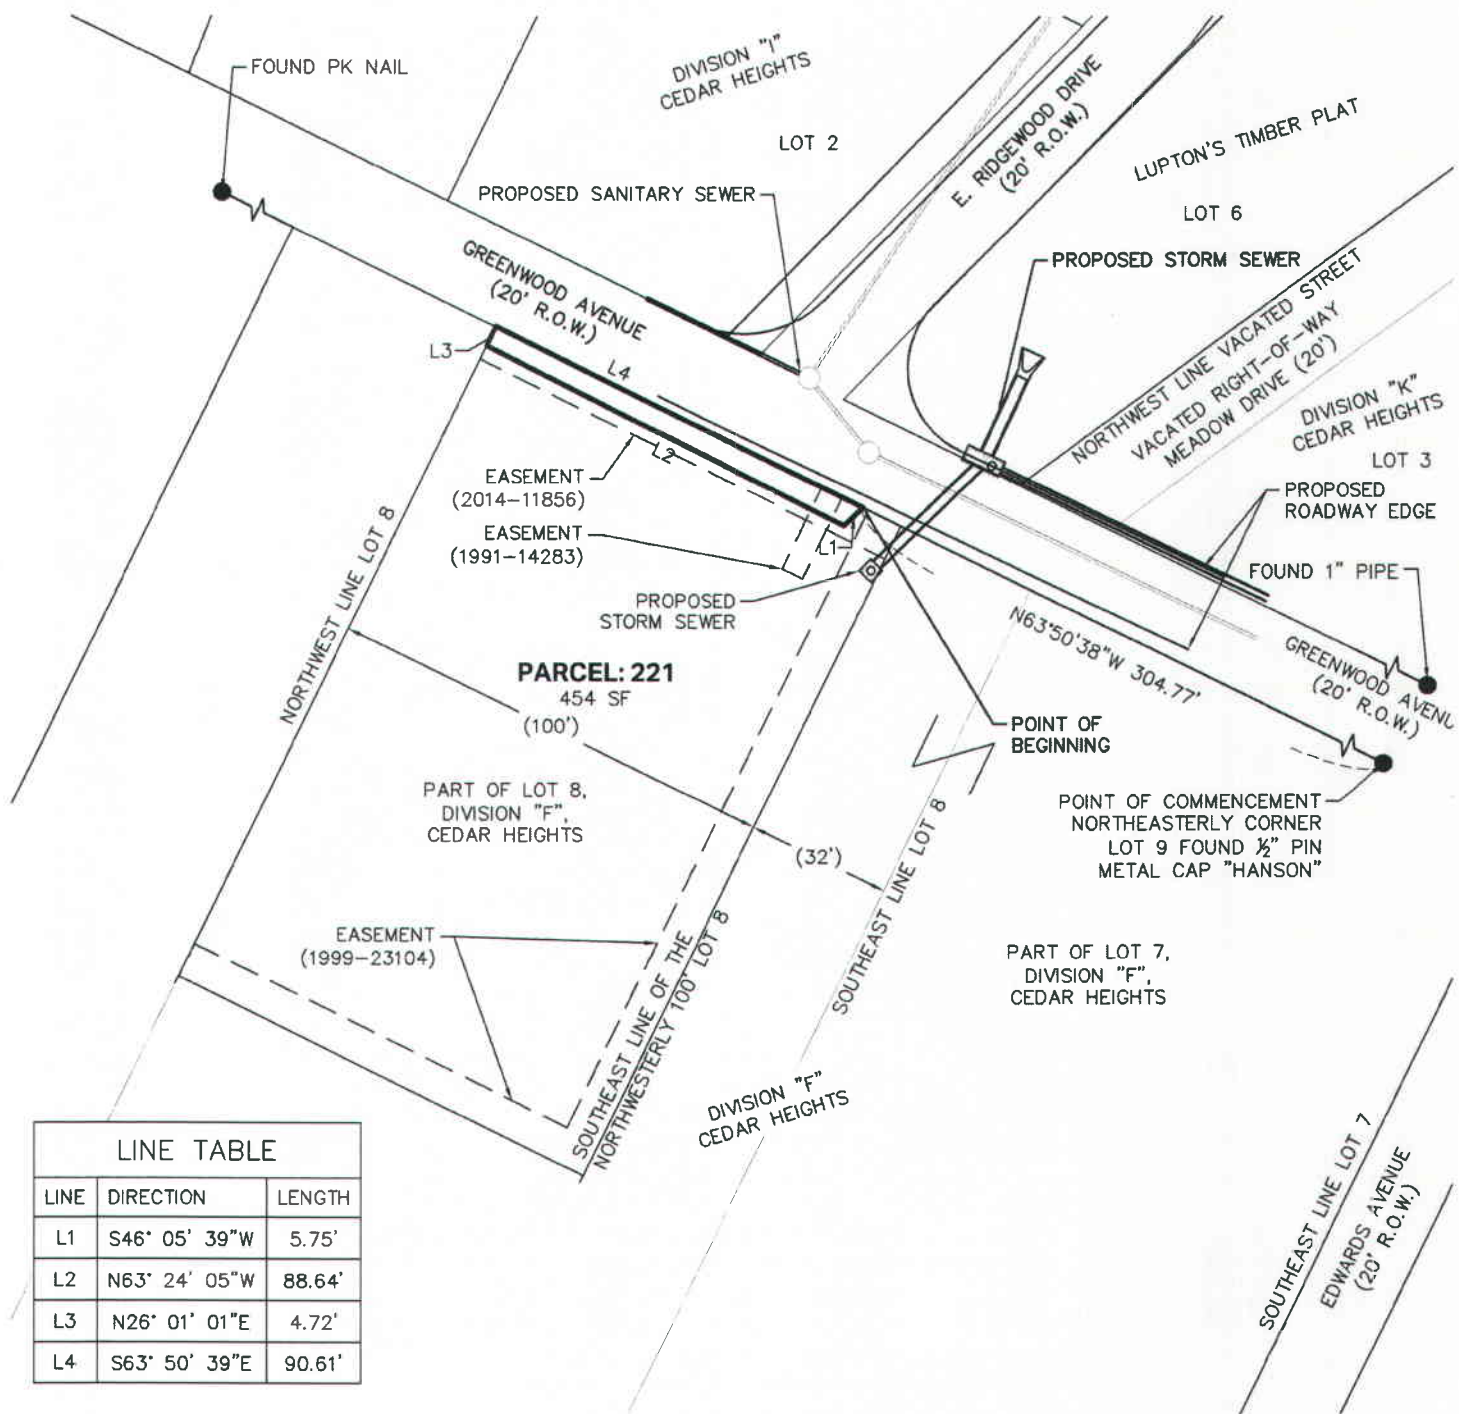 FOUND PK NAIL
DIVISION "I"
CEDAR HEIGHTS
LOT 2
E. RIDGEWOOD DRIVE
(20' R.O.W.)
LUPTON'S TIMBER PLAT
LOT 6
PROPOSED SANITARY SEWER
PROPOSED STORM SEWER
GREENWOOD AVENUE
(20' R.O.W.)
NORTHWEST LINE VACATED STREET
VACATED RIGHT-OF-WAY
MEADOW DRIVE (20')
DIVISION "K"
CEDAR HEIGHTS
LOT 3
L3
L4
L2
L1
EASEMENT
(2014-11856)
EASEMENT
(1991-14283)
PROPOSED
STORM SEWER
PROPOSED
ROADWAY EDGE
FOUND 1" PIPE
N63°50'38"W 304.77'
GREENWOOD AVENU
(20' R.O.W.)
NORTHWEST LINE LOT 8
PARCEL: 221
454 SF
(100')
POINT OF
BEGINNING
PART OF LOT 8,
DIVISION "F",
CEDAR HEIGHTS
(32')
POINT OF COMMENCEMENT
NORTHEASTERLY CORNER
LOT 9 FOUND ½" PIN
METAL CAP "HANSON"
SOUTHEAST LINE LOT 8
EASEMENT
(1999-23104)
SOUTHEAST LINE OF THE
NORTHWESTERLY 100' LOT 8
PART OF LOT 7,
DIVISION "F",
CEDAR HEIGHTS
DIVISION "F"
CEDAR HEIGHTS
SOUTHEAST LINE LOT 7
EDWARDS AVENUE
(20' R.O.W.)
LINE TABLE
LINE DIRECTION LENGTH
L1 S46° 05' 39"W 5.75'
L2 N63° 24' 05"W 88.64'
L3 N26° 01' 01"E 4.72'
L4 S63° 50' 39"E 90.61'